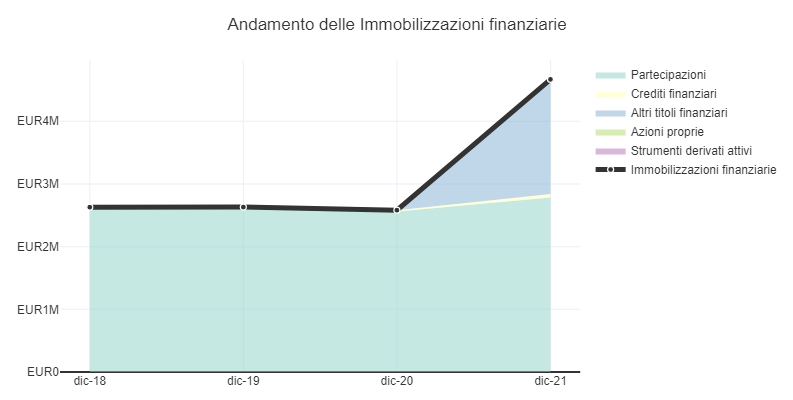 Andamento delle Immobilizzazioni finanziarie
EUR4M
EUR3M
EUR2M
EUR1M
EUR0
dic-18
dic-19
dic-20
dic-21
Partecipazioni
Crediti finanziari
Altri titoli finanziari
Azioni proprie
Strumenti derivati attivi
Immobilizzazioni finanziarie